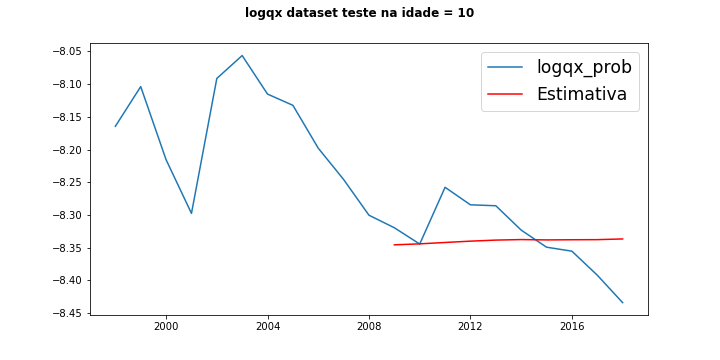 logqx dataset teste na idade = 10
logqx_prob
Estimativa
−8.05
−8.10
−8.15
−8.20
−8.25
−8.30
−8.35
−8.40
−8.45
2000 2004 2008 2012 2016